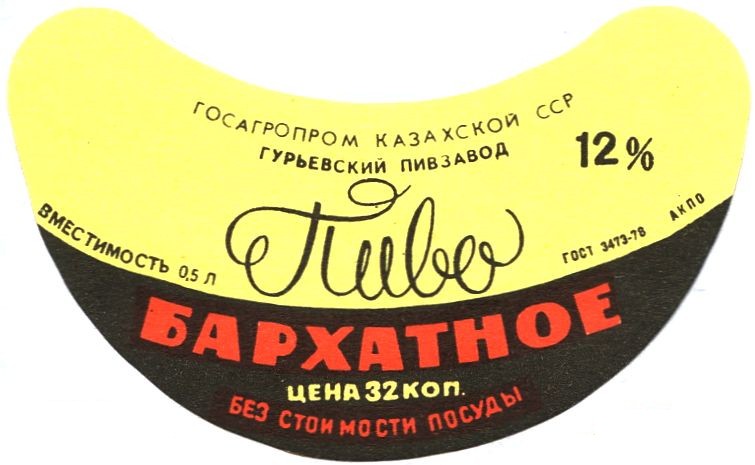 ГОСАГРОПРОМ КАЗАХСКОЙ ССР
ГУРЬЕВСКИЙ ПИВЗАВОД
12%
Пиво
ВМЕСТИМОСТЬ 0,5 Л
ГОСТ 3473-78 АКПО
БАРХАТНОЕ
ЦЕНА 32 КОП.
БЕЗ СТОИМОСТИ ПОСУДЫ